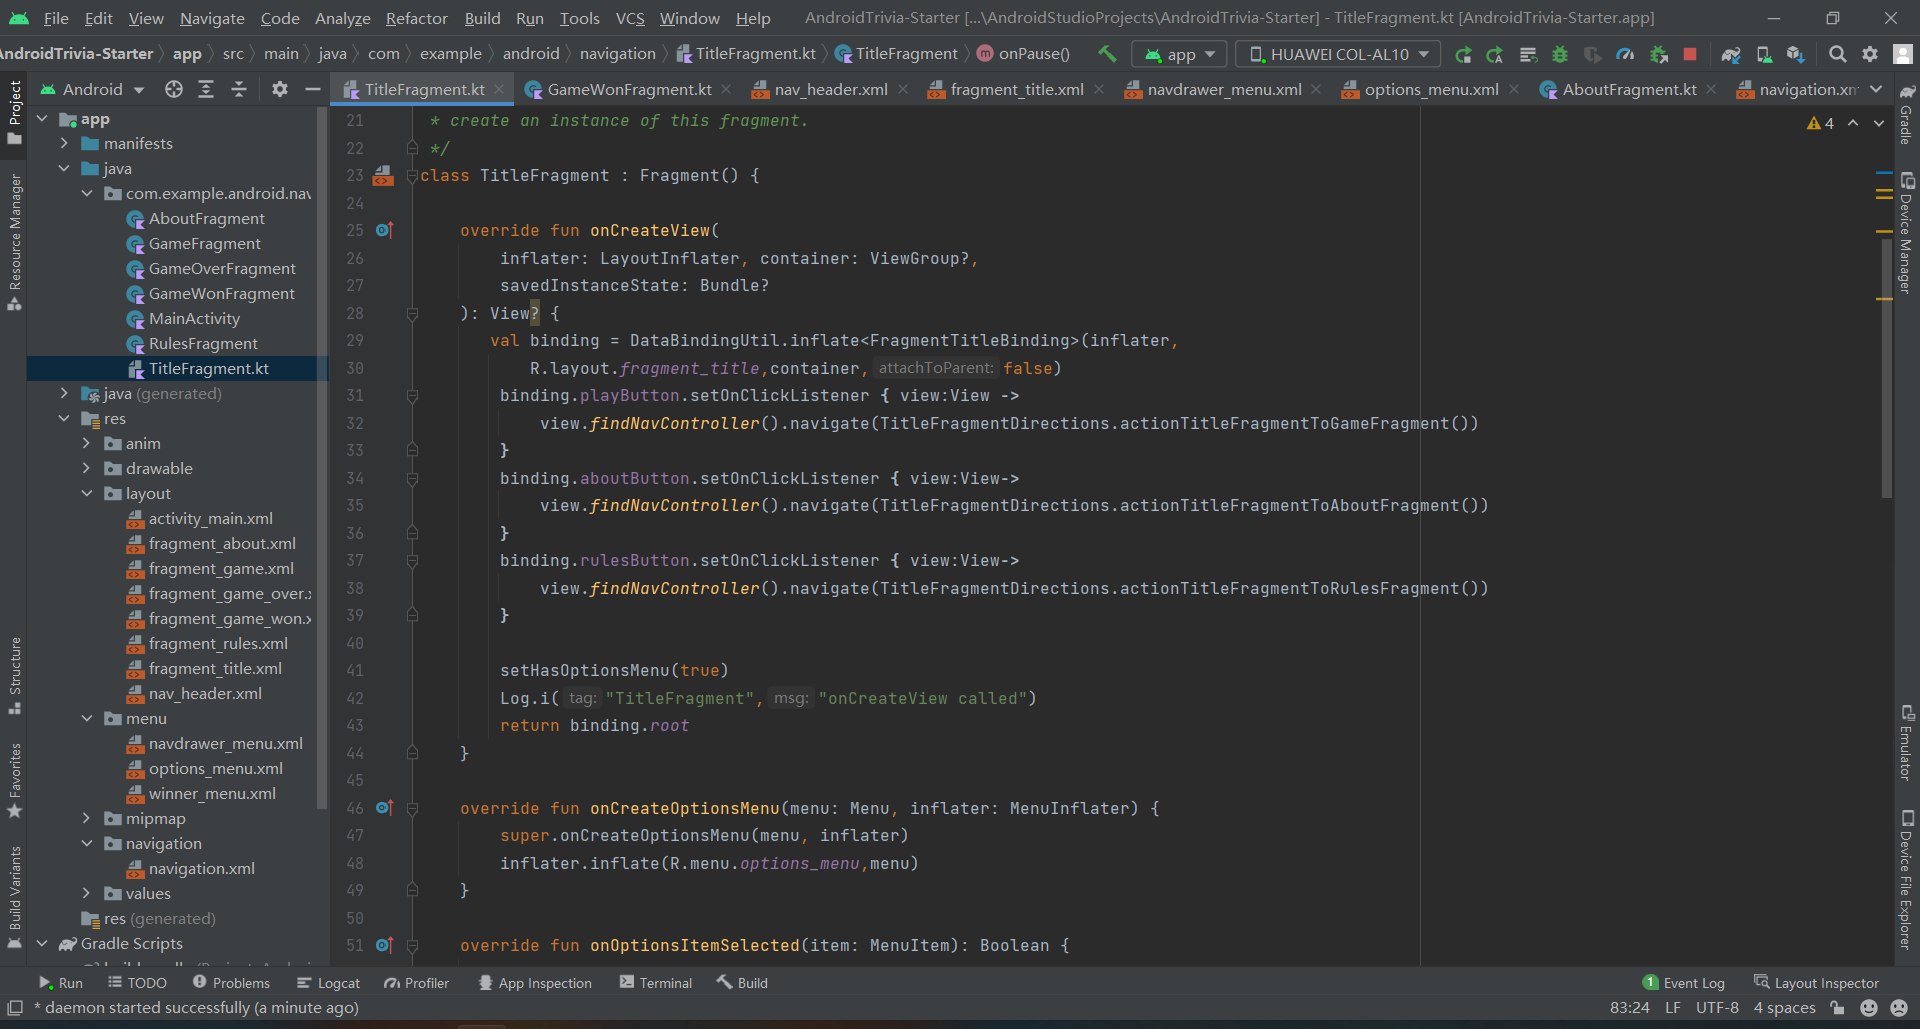 File Edit View Navigate Code Analyze Refactor Build Run Tools VCS Window Help AndroidTrivia-Starter [...\AndroidStudioProjects\AndroidTrivia-Starter] - TitleFragment.kt [AndroidTrivia-Starter.app]
AndroidTrivia-Starter app src main java com example android navigation TitleFragment.kt TitleFragment onPause() app HUAWEI COL-AL10
Android TitleFragment.kt GameWonFragment.kt nav_header.xml fragment_title.xml navdrawer_menu.xml options_menu.xml AboutFragment.kt navigation.xm
Project
Resource Manager
Structure
Favorites
Build Variants
app
manifests
java
com.example.android.nav
AboutFragment
GameFragment
GameOverFragment
GameWonFragment
MainActivity
RulesFragment
TitleFragment.kt
java (generated)
res
anim
drawable
layout
activity_main.xml
fragment_about.xml
fragment_game.xml
fragment_game_over.x
fragment_game_won.x
fragment_rules.xml
fragment_title.xml
nav_header.xml
menu
navdrawer_menu.xml
options_menu.xml
winner_menu.xml
mipmap
navigation
navigation.xml
values
res (generated)
Gradle Scripts
4
21 * create an instance of this fragment.
22 */
23 class TitleFragment : Fragment() {
24
25 override fun onCreateView(
26 inflater: LayoutInflater, container: ViewGroup?,
27 savedInstanceState: Bundle?
28 ): View? {
29 val binding = DataBindingUtil.inflate<FragmentTitleBinding>(inflater,
30 R.layout.fragment_title,container, attachToParent: false)
31 binding.playButton.setOnClickListener { view:View ->
32 view.findNavController().navigate(TitleFragmentDirections.actionTitleFragmentToGameFragment())
33 }
34 binding.aboutButton.setOnClickListener { view:View->
35 view.findNavController().navigate(TitleFragmentDirections.actionTitleFragmentToAboutFragment())
36 }
37 binding.rulesButton.setOnClickListener { view:View->
38 view.findNavController().navigate(TitleFragmentDirections.actionTitleFragmentToRulesFragment())
39 }
40
41 setHasOptionsMenu(true)
42 Log.i( tag: "TitleFragment", msg: "onCreateView called")
43 return binding.root
44 }
45
46 override fun onCreateOptionsMenu(menu: Menu, inflater: MenuInflater) {
47 super.onCreateOptionsMenu(menu, inflater)
48 inflater.inflate(R.menu.options_menu,menu)
49 }
50
51 override fun onOptionsItemSelected(item: MenuItem): Boolean {
Gradle
Device Manager
Emulator
Device File Explorer
Run TODO Problems Logcat Profiler App Inspection Terminal Build 1 Event Log Layout Inspector
* daemon started successfully (a minute ago) 83:24 LF UTF-8 4 spaces